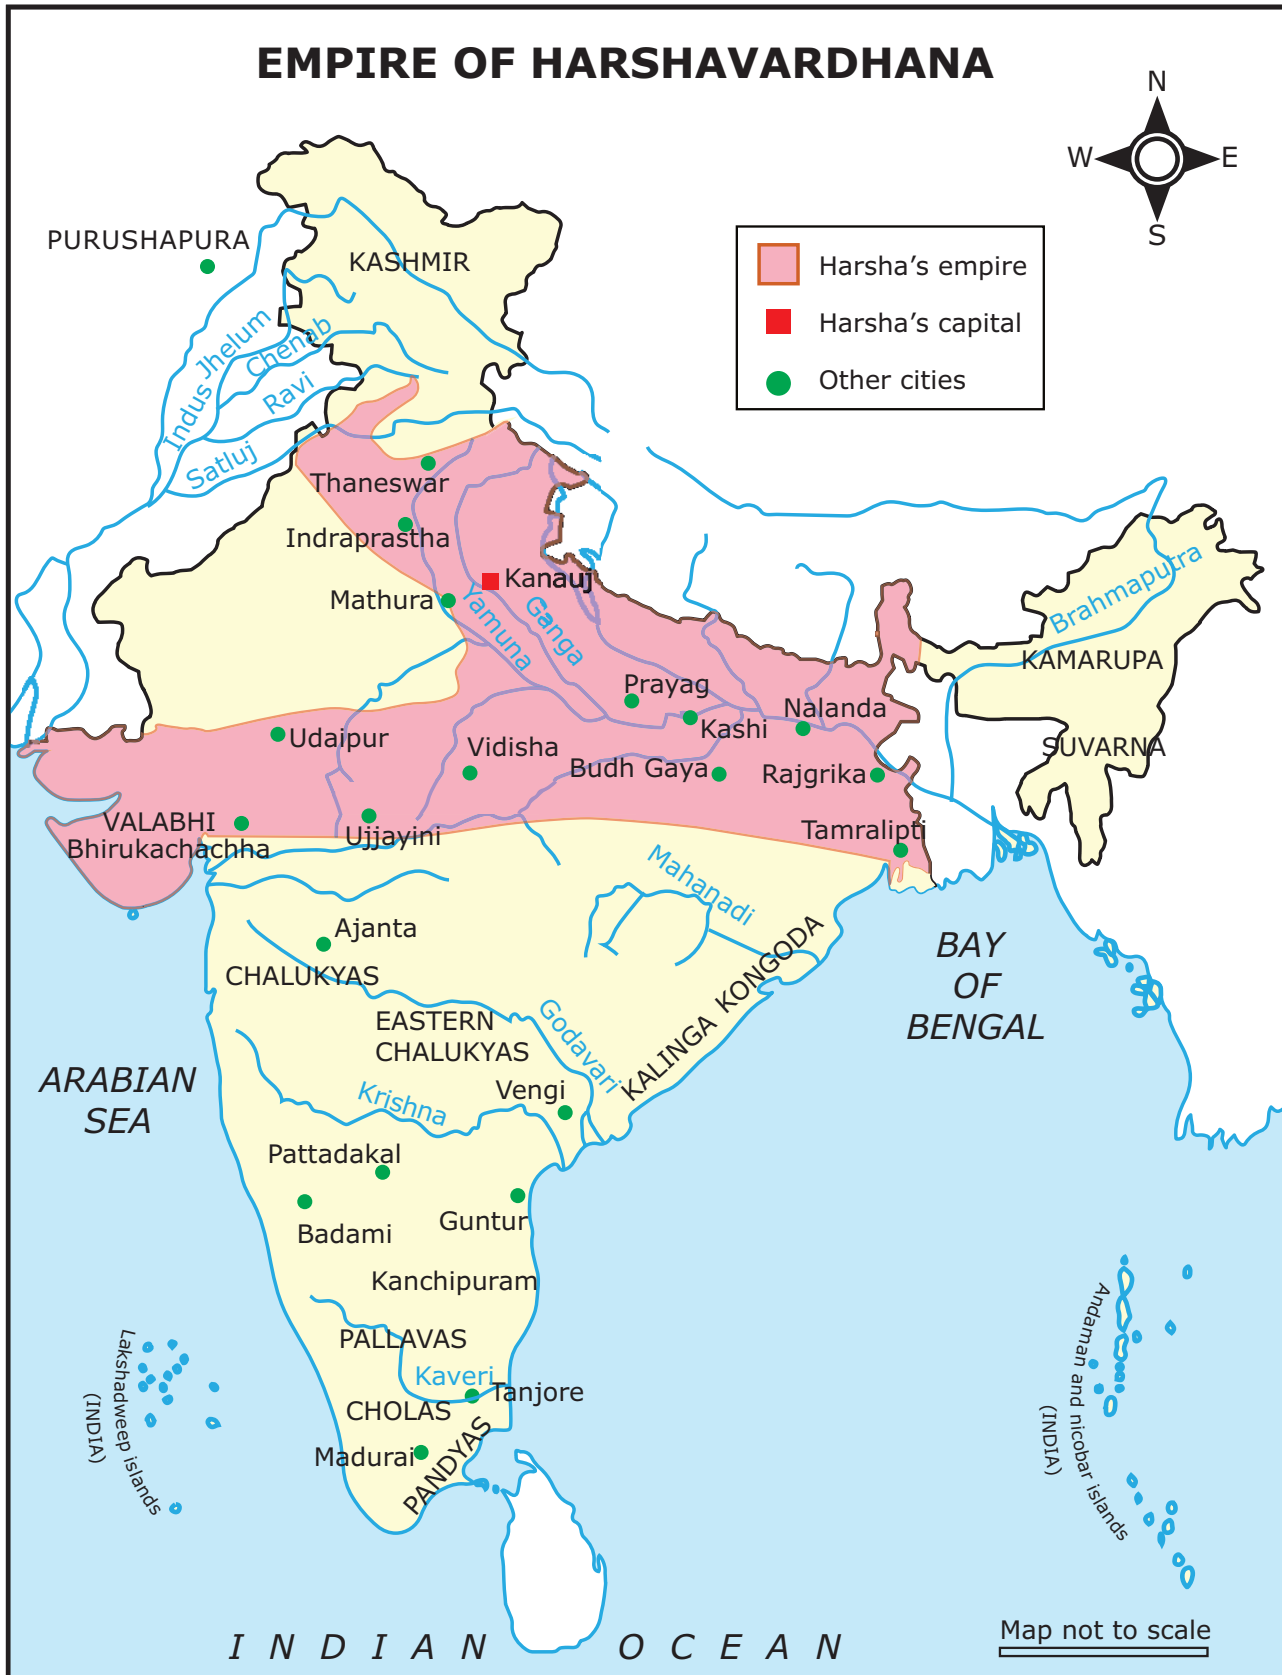 EMPIRE OF HARSHAVARDHANA
N
W
E
S
PURUSHAPURA
KASHMIR
Harsha's empire
Harsha's capital
Other cities
Jhelum
Chenab
Indus
Ravi
Satluj
Thaneswar
Indraprastha
Kanauj
Mathura
Yamuna
Ganga
Brahmaputra
KAMARUPA
Prayag
Kashi
Nalanda
SUVARNA
Udaipur
Vidisha
Budh Gaya
Rajgrika
VALABHI
Bhirukachachha
Ujjayini
Tamralipti
Mahanadi
Ajanta
CHALUKYAS
KALINGA KONGODA
BAY
OF
BENGAL
EASTERN
CHALUKYAS
Godavari
ARABIAN
SEA
Krishna
Vengi
Pattadakal
Badami
Guntur
Kanchipuram
PALLAVAS
Kaveri
Tanjore
CHOLAS
Madurai
PANDYAS
Lakshadweep islands
(INDIA)
Andaman and nicobar islands
(INDIA)
INDIAN OCEAN
Map not to scale